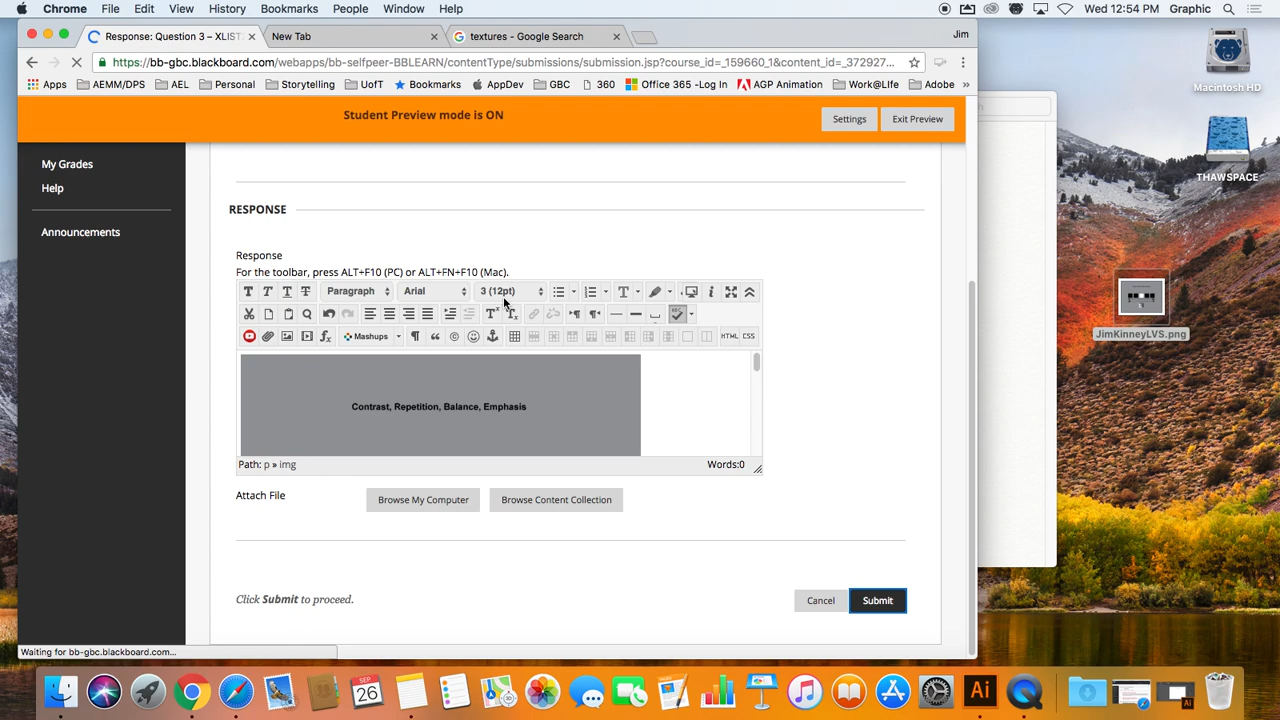 Chrome File Edit View History Bookmarks People Window Help Wed 12:54 PM Graphic
Response: Question 3 – XLIST New Tab textures - Google Search Jim
https://bb-gbc.blackboard.com/webapps/bb-selfpeer-BBLEARN/contentType missions/submission.jsp?course_id=_159660_1&content_id=_372927...
Apps AEMM/DPS AEL Personal Storytelling UofT Bookmarks AppDev GBC 360 Office 365 -Log In AGP Animation Work@LIfe Adobe
Student Preview mode is ON
Settings
Exit Preview
Macintosh HD
THAWSPACE
JimKinneyLVS.png
My Grades
Help
Announcements
RESPONSE
Response
For the toolbar, press ALT+F10 (PC) or ALT+FN+F10 (Mac).
T T T T Paragraph Arial 3 (12pt) T
Mashups HTML CSS
Contrast, Repetition, Balance, Emphasis
Path: p » img Words:0
Attach File Browse My Computer Browse Content Collection
Click Submit to proceed. Cancel Submit
Waiting for bb-gbc.blackboard.com...
SEP
26
Ai